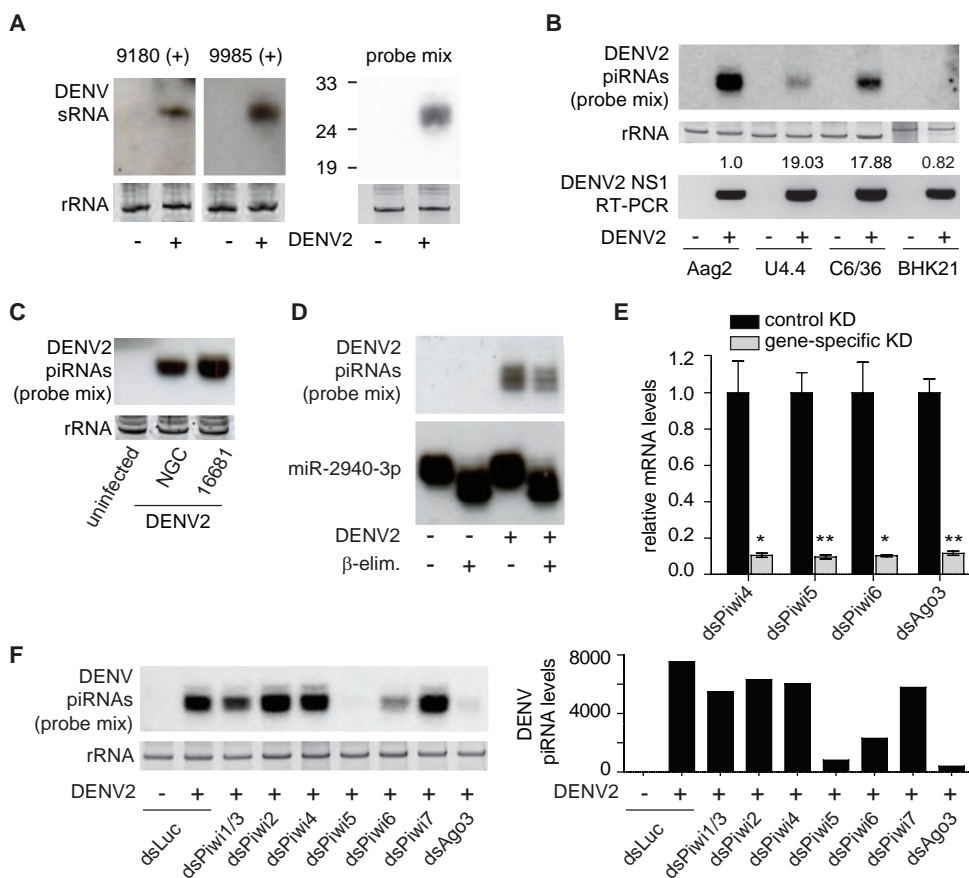 A
9180 (+)
9985 (+)
probe mix
DENV
sRNA
33
24
19
rRNA
- + - + DENV2 - +
B
DENV2
piRNAs
(probe mix)
rRNA
1.0 19.03 17.88 0.82
DENV2 NS1
RT-PCR
DENV2 - + - + - + - +
Aag2 U4.4 C6/36 BHK21
C
DENV2
piRNAs
(probe mix)
rRNA
uninfected
NGC
16681
DENV2
D
DENV2
piRNAs
(probe mix)
miR-2940-3p
DENV2 - - + +
β-elim. - + - +
E
control KD
gene-specific KD
relative mRNA levels
1.2
1.0
0.8
0.6
0.4
0.2
0.0
* ** * **
dsPiwi4
dsPiwi5
dsPiwi6
dsAgo3
F
DENV
piRNAs
(probe mix)
rRNA
DENV2 - + + + + + + + +
dsLuc
dsPiwi1/3
dsPiwi2
dsPiwi4
dsPiwi5
dsPiwi6
dsPiwi7
dsAgo3
DENV
piRNA levels
8000
4000
0
DENV2 - + + + + + + + +
dsLuc
dsPiwi1/3
dsPiwi2
dsPiwi4
dsPiwi5
dsPiwi6
dsPiwi7
dsAgo3